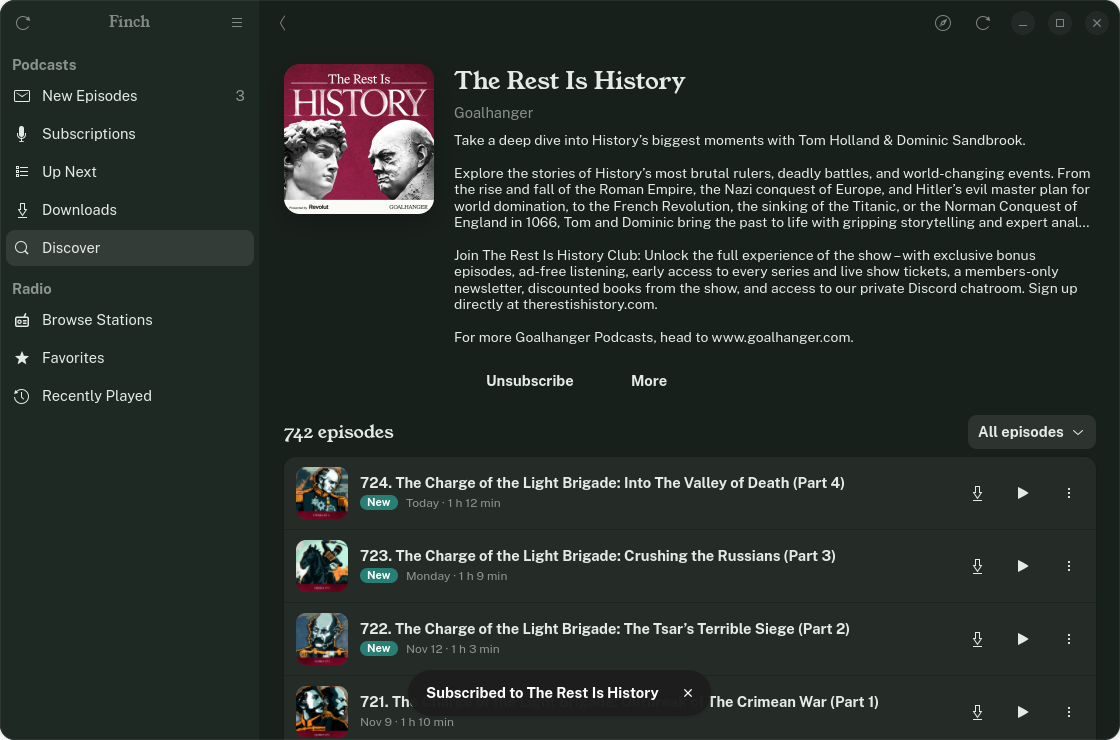 Finch
Podcasts
New Episodes 3
Subscriptions
Up Next
Downloads
Discover
Radio
Browse Stations
Favorites
Recently Played
The Rest Is
HISTORY
Presented by Revolut GOALHANGER
The Rest Is History
Goalhanger
Take a deep dive into History’s biggest moments with Tom Holland & Dominic Sandbrook.
Explore the stories of History’s most brutal rulers, deadly battles, and world-changing events. From
the rise and fall of the Roman Empire, the Nazi conquest of Europe, and Hitler’s evil master plan for
world domination, to the French Revolution, the sinking of the Titanic, or the Norman Conquest of
England in 1066, Tom and Dominic bring the past to life with gripping storytelling and expert anal…
Join The Rest Is History Club: Unlock the full experience of the show – with exclusive bonus
episodes, ad-free listening, early access to every series and live show tickets, a members-only
newsletter, discounted books from the show, and access to our private Discord chatroom. Sign up
directly at therestishistory.com.
For more Goalhanger Podcasts, head to www.goalhanger.com.
Unsubscribe More
742 episodes All episodes
724. The Charge of the Light Brigade: Into The Valley of Death (Part 4)
New Today · 1 h 12 min
723. The Charge of the Light Brigade: Crushing the Russians (Part 3)
New Monday · 1 h 9 min
722. The Charge of the Light Brigade: The Tsar’s Terrible Siege (Part 2)
New Nov 12 · 1 h 3 min
721. The Crimean War (Part 1)
Nov 9 · 1 h 10 min
Subscribed to The Rest Is History